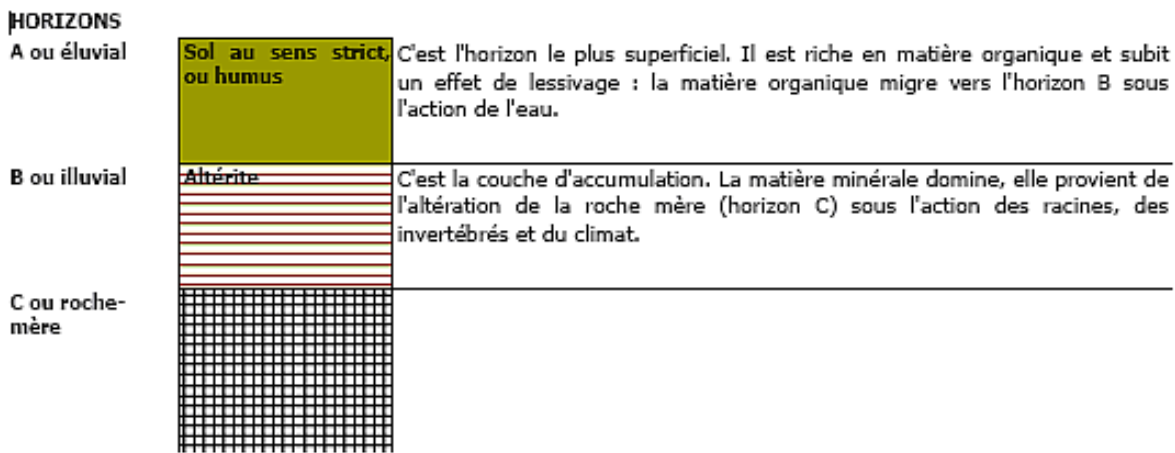 HORIZONS
A ou éluvial
Sol au sens strict,
ou humus
C'est l'horizon le plus superficiel. Il est riche en matière organique et subit
un effet de lessivage : la matière organique migre vers l'horizon B sous
l'action de l'eau.
B ou illuvial
Altérite
C'est la couche d'accumulation. La matière minérale domine, elle provient de
l'altération de la roche mère (horizon C) sous l'action des racines, des
invertébrés et du climat.
C ou roche-
mère